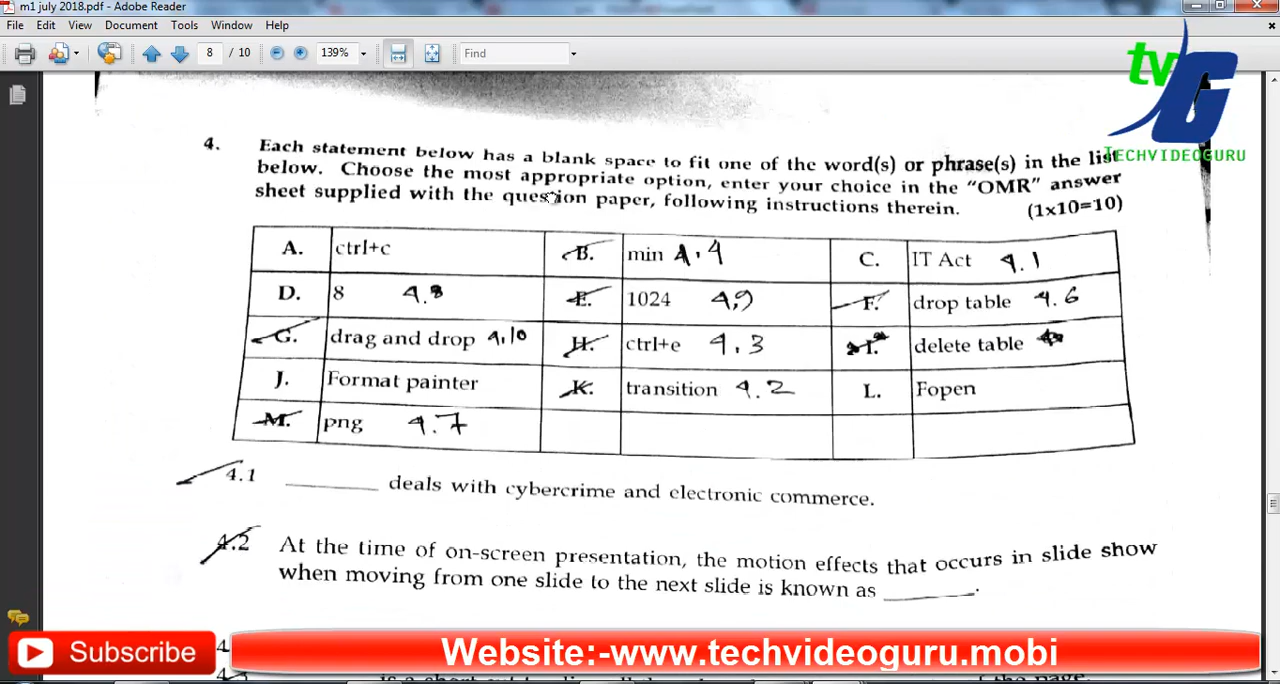 m1 july 2018.pdf - Adobe Reader
File Edit View Document Tools Window Help
8 / 10 139% Find
tv G
TECHVIDEOGURU
4. Each statement below has a blank space to fit one of the word(s) or phrase(s) in the list
below. Choose the most appropriate option, enter your choice in the “OMR” answer
sheet supplied with the question paper, following instructions therein. (1x10=10)
A. ctrl+c B. min 4.4 C. IT Act 4.1
D. 8 4.8 E. 1024 4.9 F. drop table 4.6
G. drag and drop 4.10 H. ctrl+e 4.3 I. delete table
J. Format painter K. transition 4.2 L. Fopen
M. png 4.7
4.1 ________ deals with cybercrime and electronic commerce.
4.2 At the time of on-screen presentation, the motion effects that occurs in slide show
when moving from one slide to the next slide is known as ________.
Subscribe
Website:-www.techvideoguru.mobi